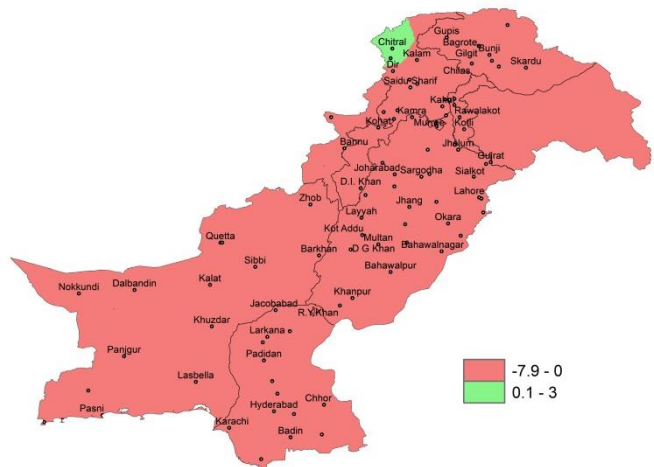 Gupis
Chitral
Bagrote
Bunji
Kalam
Gilgit
Dir
Skardu
Chilas
Saidu Sharif
Kakul
Kamra
Rawalakot
Kohat
Kotli
Bannu
Jhelum
Gujrat
Joharabad
Sargodha
Sialkot
D.I. Khan
Zhob
Lahore
Jhang
Layyah
Okara
Kot Addu
Quetta
Multan
Barkhan
D G Khan
Bahawalnagar
Sibbi
Bahawalpur
Kalat
Nokkundi
Dalbandin
Khanpur
Jacobabad
R.Y.Khan
Khuzdar
Larkana
Panjgur
Padidan
-7.9 - 0
Lasbella
0.1 - 3
Pasni
Hyderabad
Chhor
Karachi
Badin